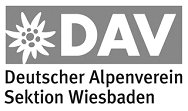 DAV
Deutscher Alpenverein
Sektion Wiesbaden